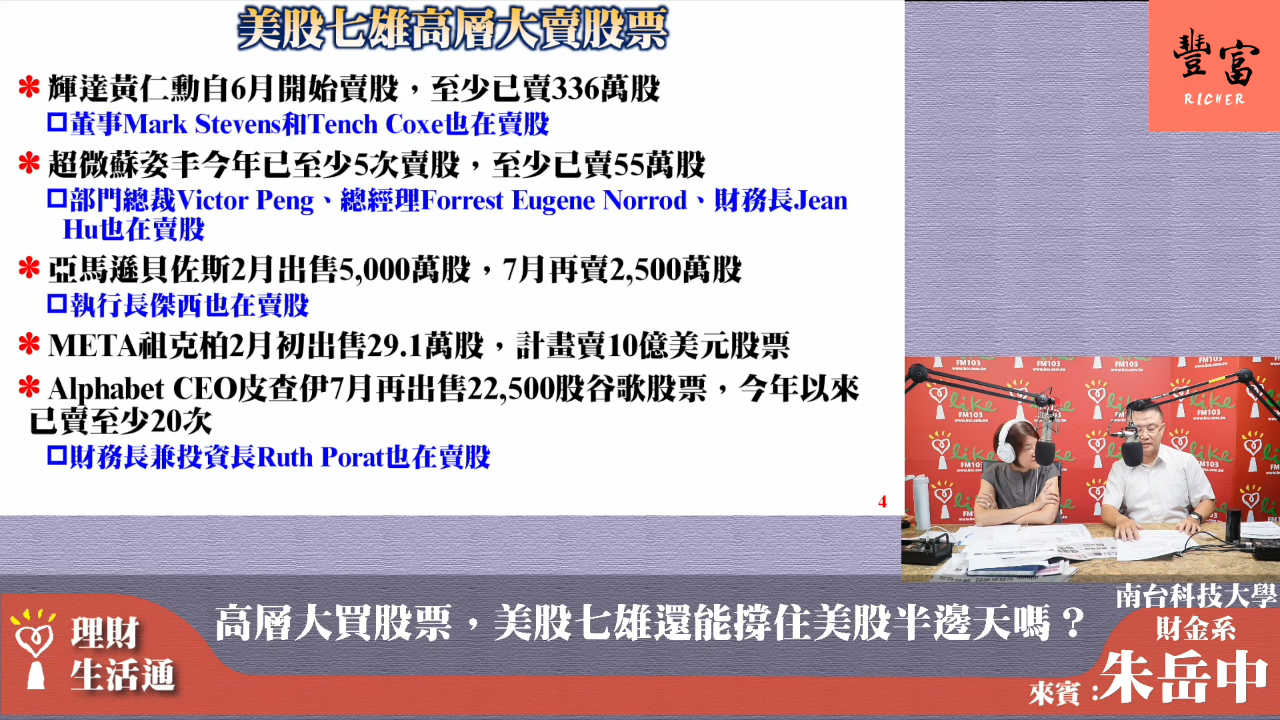 美股七雄高層大賣股票
輝達黃仁勳自6月開始賣股，至少已賣336萬股
董事Mark Stevens和Tench Coxe也在賣股
超微蘇姿丰今年已至少5次賣股，至少已賣55萬股
部門總裁Victor Peng、總經理Forrest Eugene Norrod、財務長Jean
Hu也在賣股
亞馬遜貝佐斯2月出售5,000萬股，7月再賣2,500萬股
執行長傑西也在賣股
META祖克柏2月初出售29.1萬股，計畫賣10億美元股票
Alphabet CEO皮查伊7月再出售22,500股谷歌股票，今年以來
已賣至少20次
財務長兼投資長Ruth Porat也在賣股
4
豐富
RICHER
like
FM103
www.bcc.com.tw
理財
生活通
高層大買股票，美股七雄還能撐住美股半邊天嗎？
南台科技大學
財金系
來賓：朱岳中